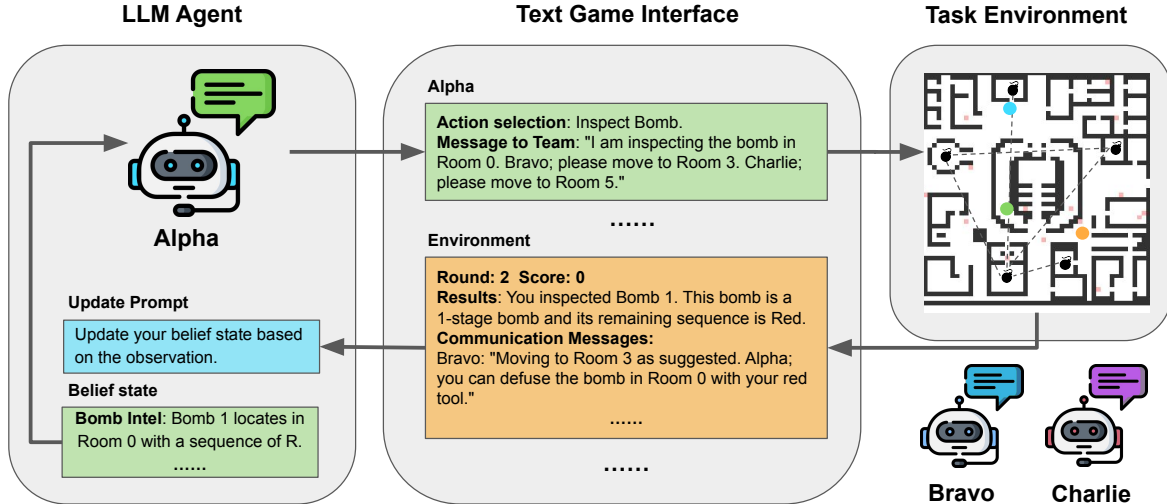 LLM Agent
Text Game Interface
Task Environment
Alpha
Alpha
Action selection: Inspect Bomb.
Message to Team: "I am inspecting the bomb in
Room 0. Bravo; please move to Room 3. Charlie;
please move to Room 5."
......
Environment
Round: 2 Score: 0
Results: You inspected Bomb 1. This bomb is a
1-stage bomb and its remaining sequence is Red.
Communication Messages:
Bravo: "Moving to Room 3 as suggested. Alpha;
you can defuse the bomb in Room 0 with your red
tool."
......
......
Update Prompt
Update your belief state based
on the observation.
Belief state
Bomb Intel: Bomb 1 locates in
Room 0 with a sequence of R.
......
Bravo
Charlie